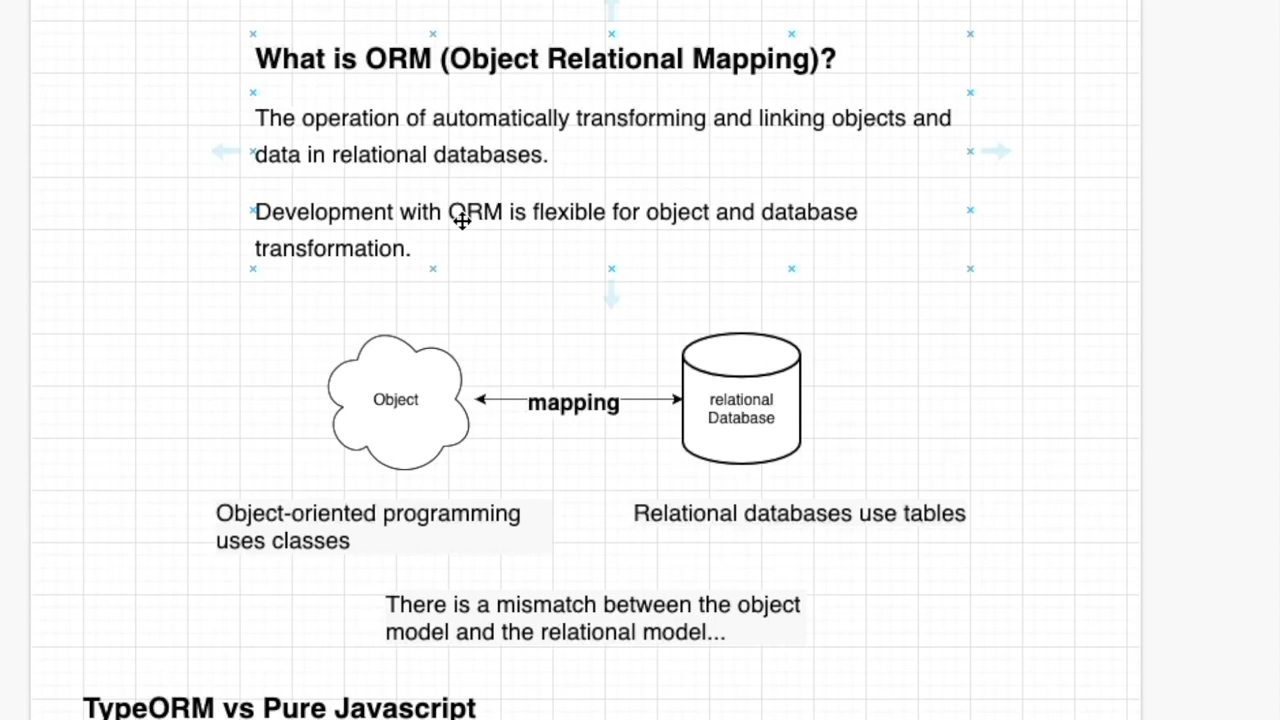 What is ORM (Object Relational Mapping)?
The operation of automatically transforming and linking objects and
data in relational databases.
Development with ORM is flexible for object and database
transformation.
Object
mapping
relational
Database
Object-oriented programming
uses classes
Relational databases use tables
There is a mismatch between the object
model and the relational model...
TypeORM vs Pure Javascript